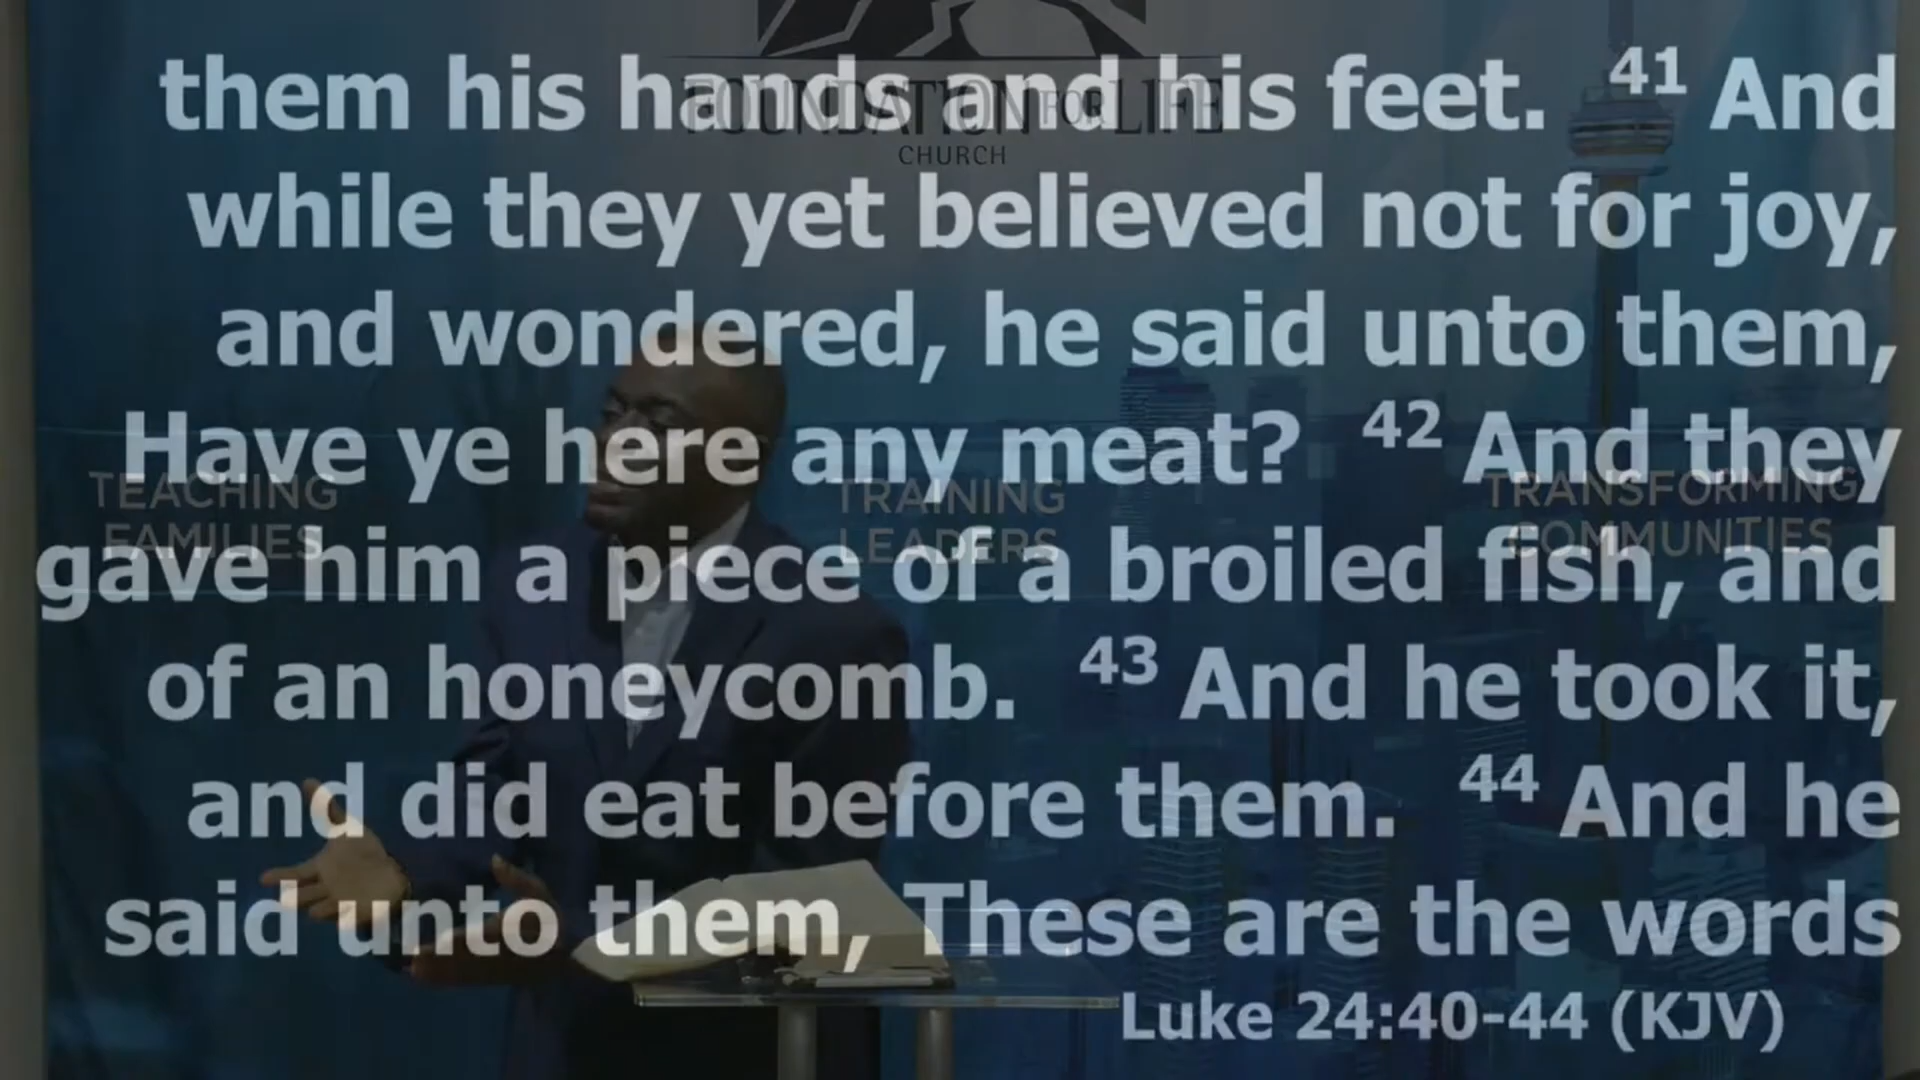 them his hands and his feet. 41 And
while they yet believed not for joy,
and wondered, he said unto them,
Have ye here any meat? 42 And they
gave him a piece of a broiled fish, and
of an honeycomb. 43 And he took it,
and did eat before them. 44 And he
said unto them, These are the words
Luke 24:40-44 (KJV)
FOUNDATION FOR LIFE
CHURCH
TEACHING
FAMILIES
TRAINING
LEADERS
TRANSFORMING
COMMUNITIES